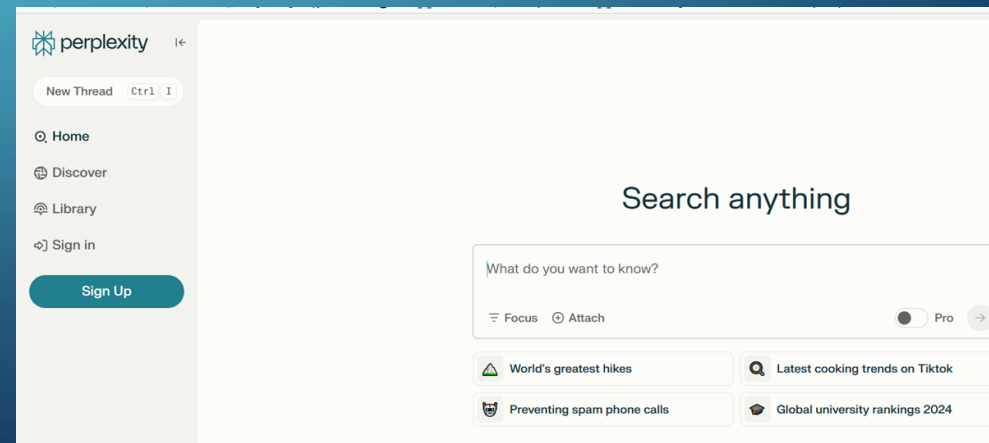 perplexity
New Thread Ctrl I
Home
Discover
Library
Sign in
Sign Up
Search anything
What do you want to know?
Focus Attach Pro
World's greatest hikes
Latest cooking trends on Tiktok
Preventing spam phone calls
Global university rankings 2024